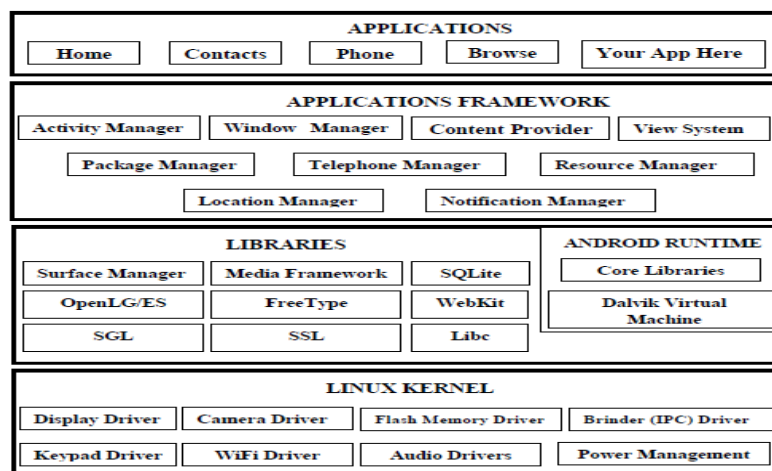 APPLICATIONS
Home Contacts Phone Browse Your App Here
APPLICATIONS FRAMEWORK
Activity Manager Window Manager Content Provider View System
Package Manager Telephone Manager Resource Manager
Location Manager Notification Manager
LIBRARIES
Surface Manager Media Framework SQLite
OpenLG/ES FreeType WebKit
SGL SSL Libc
ANDROID RUNTIME
Core Libraries
Dalvik Virtual
Machine
LINUX KERNEL
Display Driver Camera Driver Flash Memory Driver Brinder (IPC) Driver
Keypad Driver WiFi Driver Audio Drivers Power Management